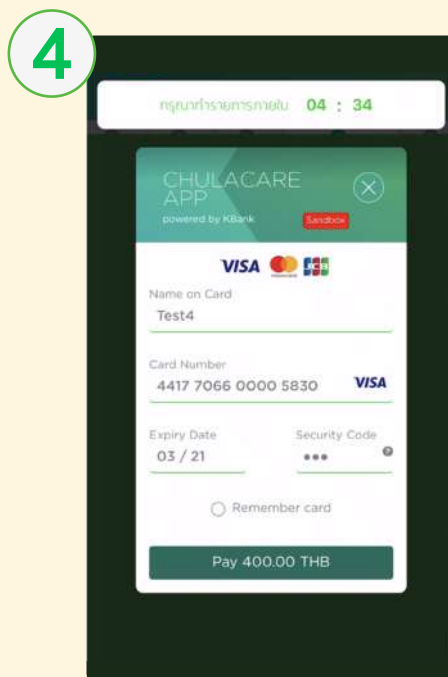 4
กรุณาทำรายการภายใน 04 : 34
CHULACARE
APP
powered by KBank Sandbox
VISA mastercard JCB
Name on Card
Test4
Card Number
4417 7066 0000 5830 VISA
Expiry Date Security Code
03 / 21 ●●● ?
Remember card
Pay 400.00 THB